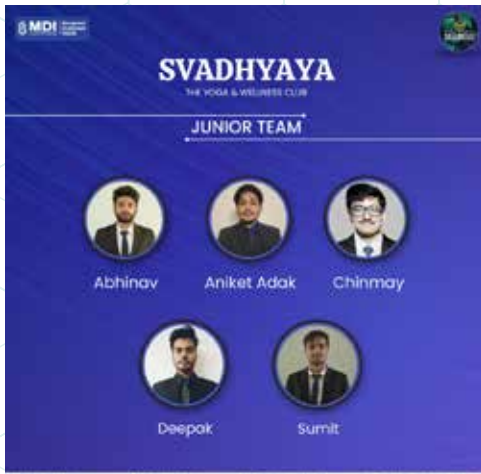 MDI
SVADHYAYA
THE YOGA & WELLNESS CLUB
JUNIOR TEAM
Abhinav
Aniket Adak
Chinmay
Deepak
Sumit